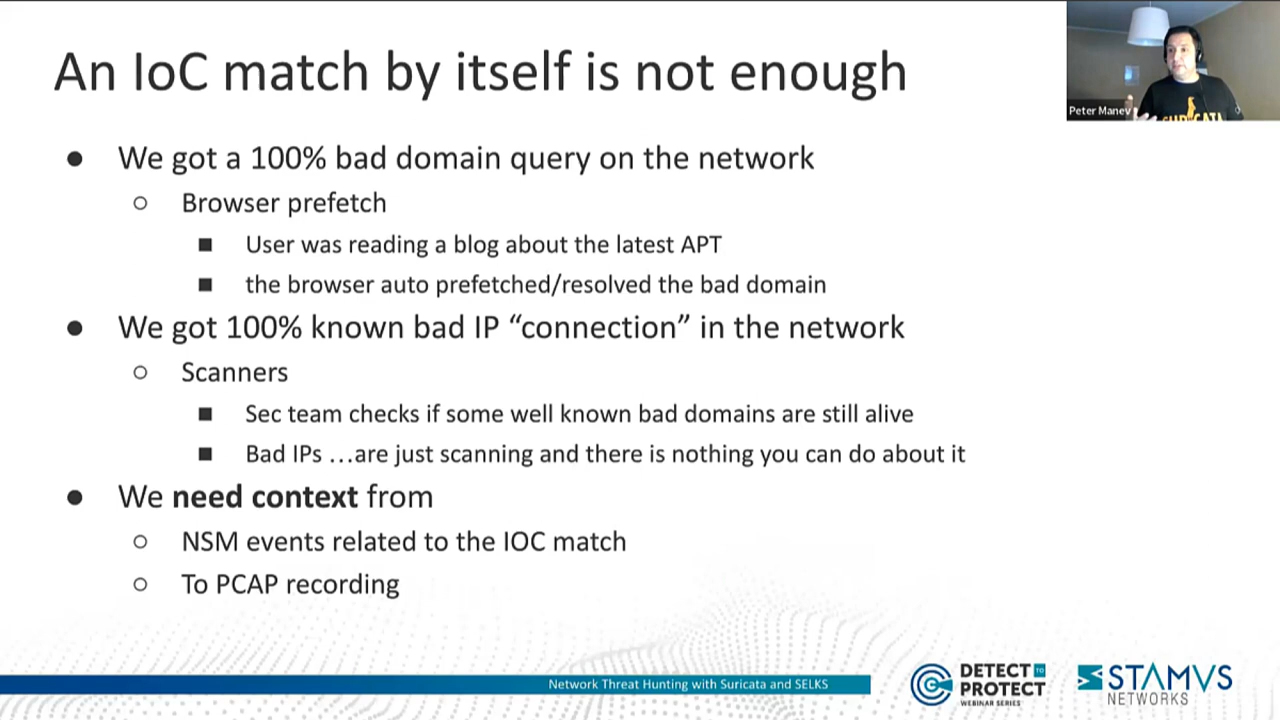 An IoC match by itself is not enough
Peter Manev
● We got a 100% bad domain query on the network
○ Browser prefetch
■ User was reading a blog about the latest APT
■ the browser auto prefetched/resolved the bad domain
● We got 100% known bad IP “connection” in the network
○ Scanners
■ Sec team checks if some well known bad domains are still alive
■ Bad IPs …are just scanning and there is nothing you can do about it
● We need context from
○ NSM events related to the IOC match
○ To PCAP recording
Network Threat Hunting with Suricata and SELKS
DETECT TO
PROTECT
WEBINAR SERIES
STAMVS
NETWORKS